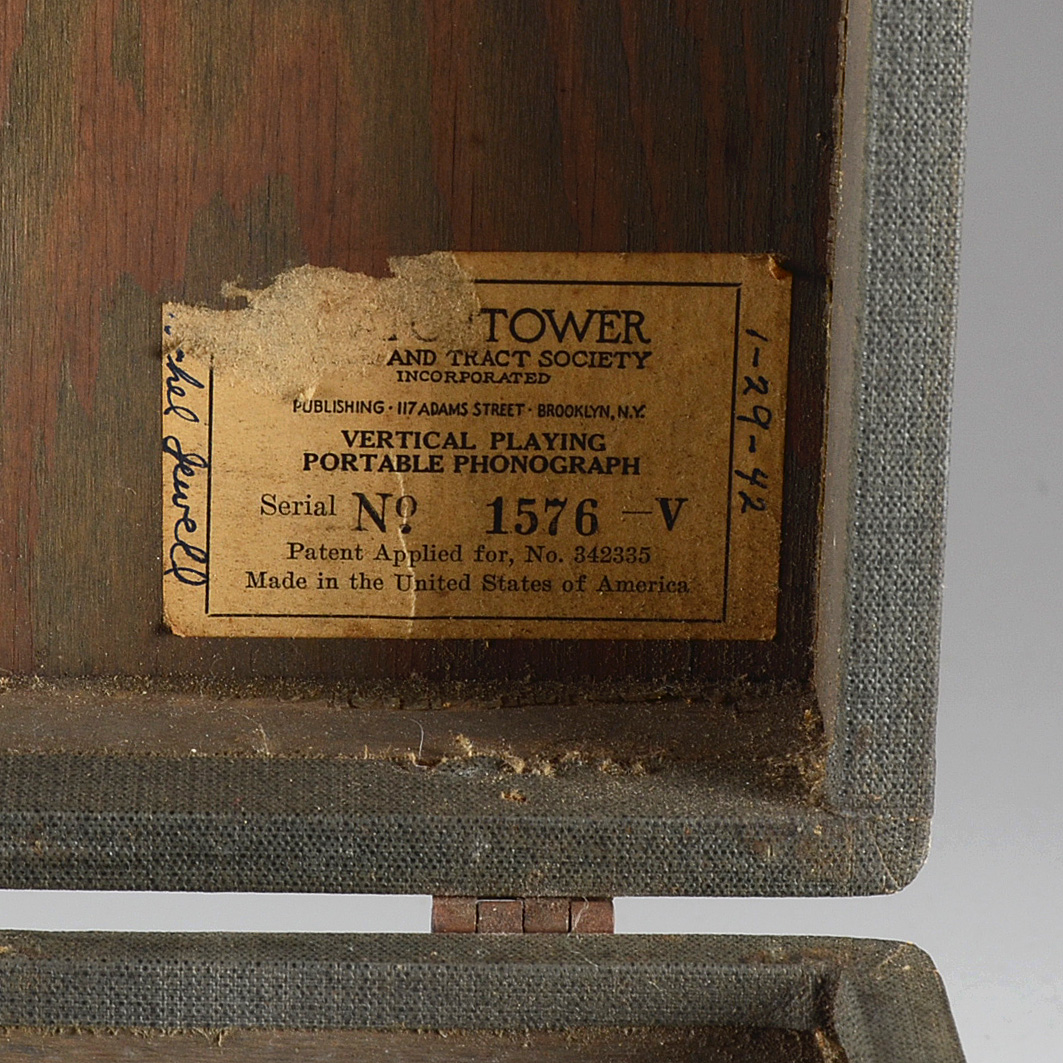 TOWER
AND TRACT SOCIETY
INCORPORATED
PUBLISHING · 117 ADAMS STREET · BROOKLYN, N.Y.
VERTICAL PLAYING
PORTABLE PHONOGRAPH
Serial No 1576 -V
Patent Applied for, No. 342335
Made in the United States of America
Jewell
1-29-42